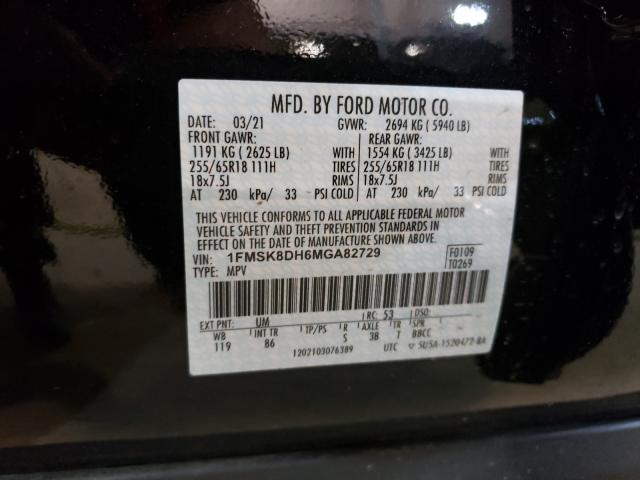 MFD. BY FORD MOTOR CO.
DATE: 03/21 GVWR: 2694 KG ( 5940 LB)
FRONT GAWR: REAR GAWR:
1191 KG ( 2625 LB) WITH 1554 KG ( 3425 LB) WITH
255/65R18 111H TIRES 255/65R18 111H TIRES
18x7.5J RIMS 18x7.5J RIMS
AT 230 kPa/ 33 PSI COLD AT 230 kPa/ 33 PSI COLD
THIS VEHICLE CONFORMS TO ALL APPLICABLE FEDERAL MOTOR
VEHICLE SAFETY AND THEFT PREVENTION STANDARDS IN
EFFECT ON THE DATE OF MANUFACTURE SHOWN ABOVE.
VIN: 1FMSK8DH6MGA82729 F0109
TYPE: MPV T0269
EXT PNT: UM RC: 53 DSO:
WB INT TR TP/PS R AXLE TR SPR
119 86 S 3B T BBCC
1202103076389 UTC ▽ 5U5A-1520472-BA